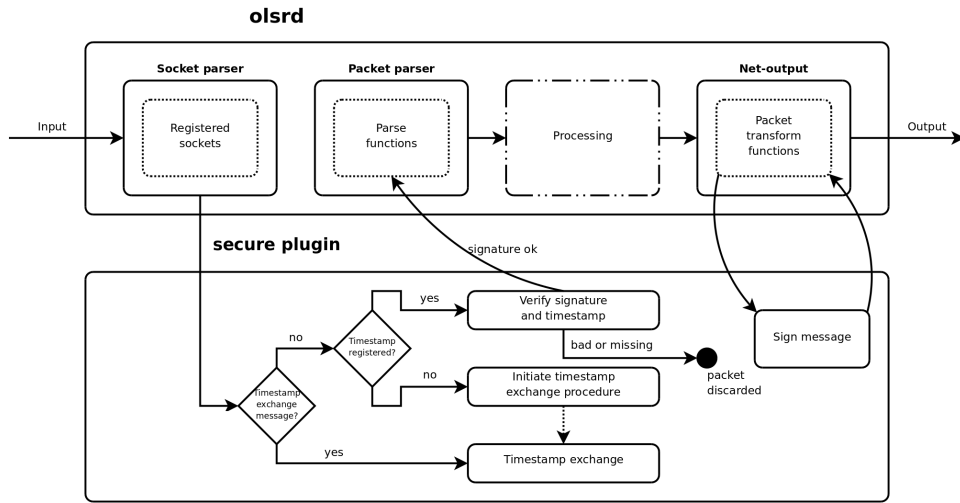 olsrd
Socket parser
Packet parser
Net-output
Input
Registered
sockets
Parse
functions
Processing
Packet
transform
functions
Output
secure plugin
signature ok
yes
Verify signature
and timestamp
no
Timestamp
registered?
bad or missing
Sign message
packet
discarded
no
Initiate timestamp
exchange procedure
Timestamp
exchange
message?
yes
Timestamp exchange